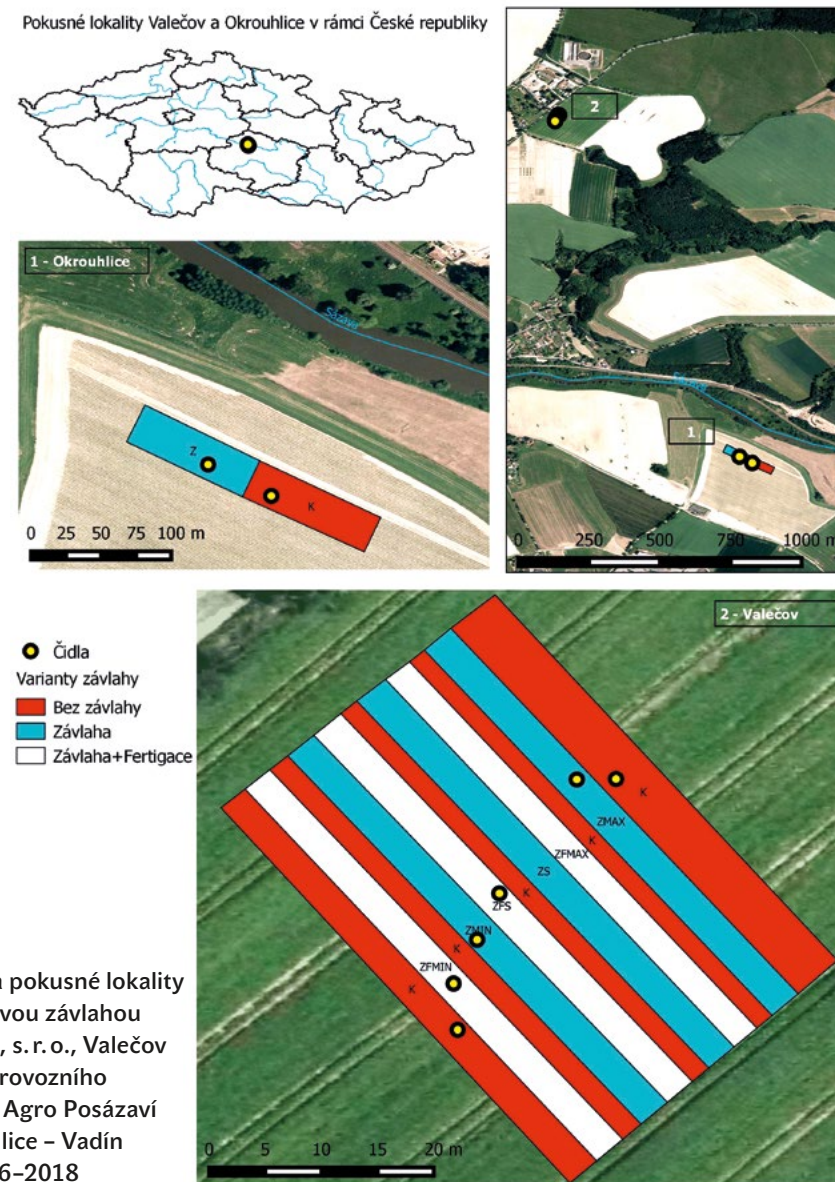 Pokusné lokality Valečov a Okrouhlice v rámci České republiky
2
1 - Okrouhlice
Sázava
Z
K
0 25 50 75 100 m
Sázava
1
0 250 500 750 1000 m
Čidla
Varianty závlahy
Bez závlahy
Závlaha
Závlaha+Fertigace
2 - Valečov
K
ZMAX
K
ZFMAX
ZS
K
ZFS
ZMIN
K
ZFMIN
K
0 5 10 15 20 m
a pokusné lokality
vou závlahou
, s. r. o., Valečov
rovozního
Agro Posázaví
lice – Vadín
6–2018